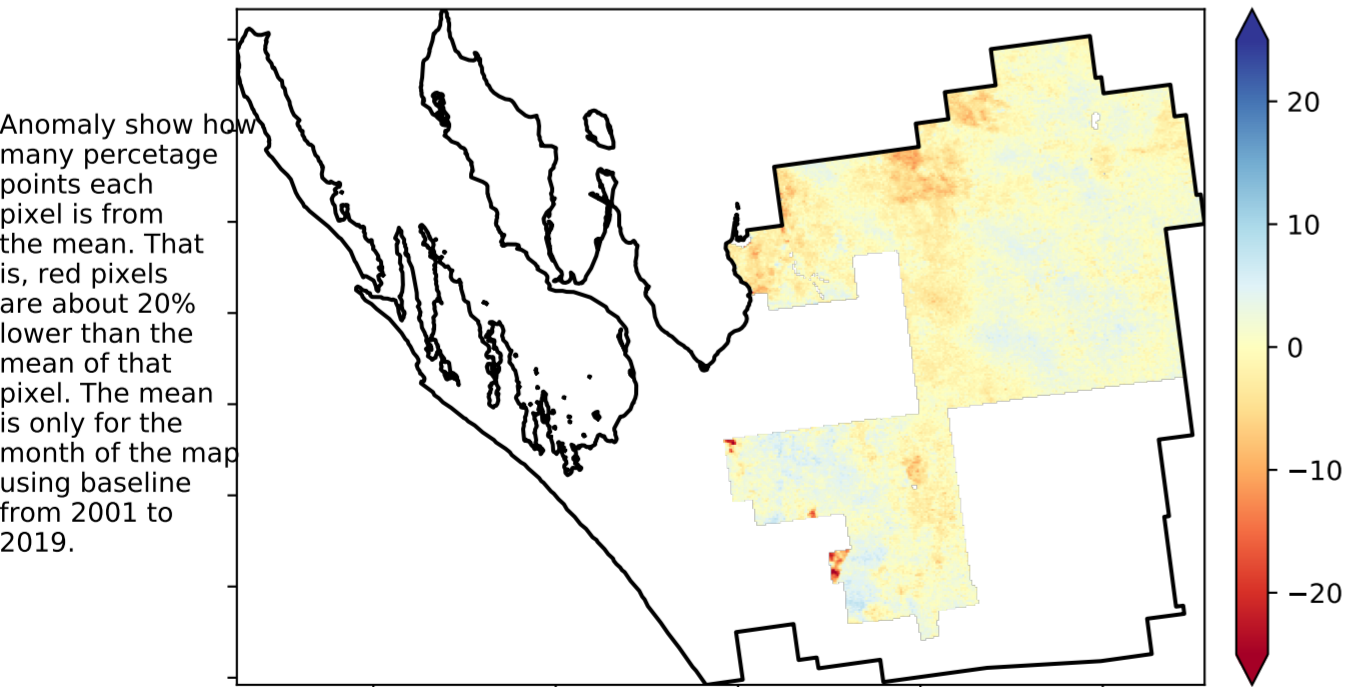 Anomaly show how
many percetage
points each
pixel is from
the mean. That
is, red pixels
are about 20%
lower than the
mean of that
pixel. The mean
is only for the
month of the map
using baseline
from 2001 to
2019.
20
10
0
−10
−20